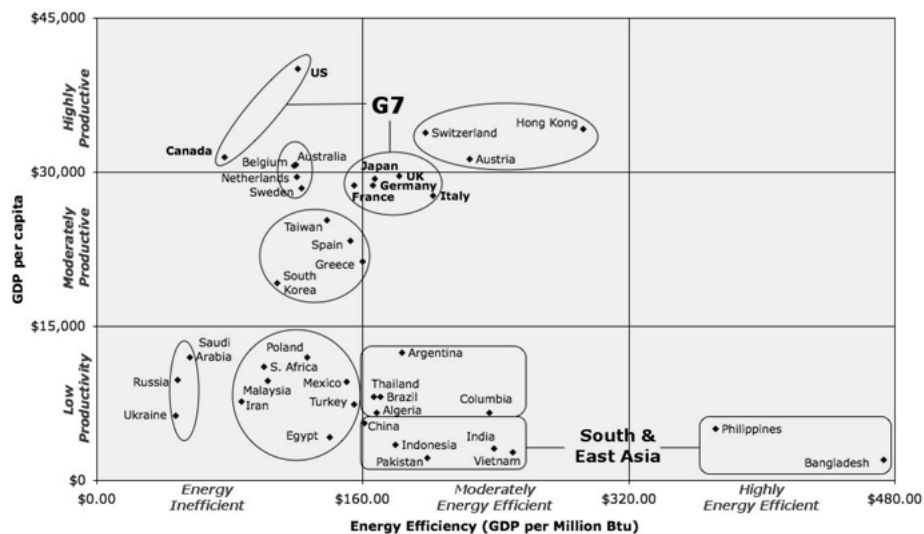 $45,000
US
Highly
Productive
G7
Hong Kong
Switzerland
Canada
Australia
Belgium
Austria
$30,000
Japan
Netherlands
UK
Germany
Sweden
France
Italy
GDP per capita
Moderately
Productive
Taiwan
Spain
Greece
South
Korea
$15,000
Saudi
Arabia
Poland
Argentina
S. Africa
Russia
Malaysia
Mexico
Thailand
Brazil
Iran
Turkey
Algeria
Columbia
Low
Productivity
Ukraine
China
Egypt
Indonesia
India
Pakistan
Vietnam
South &
East Asia
Philippines
Bangladesh
$0
$0.00
Energy
Inefficient
$160.00
Moderately
Energy Efficient
$320.00
Highly
Energy Efficient
$480.00
Energy Efficiency (GDP per Million Btu)